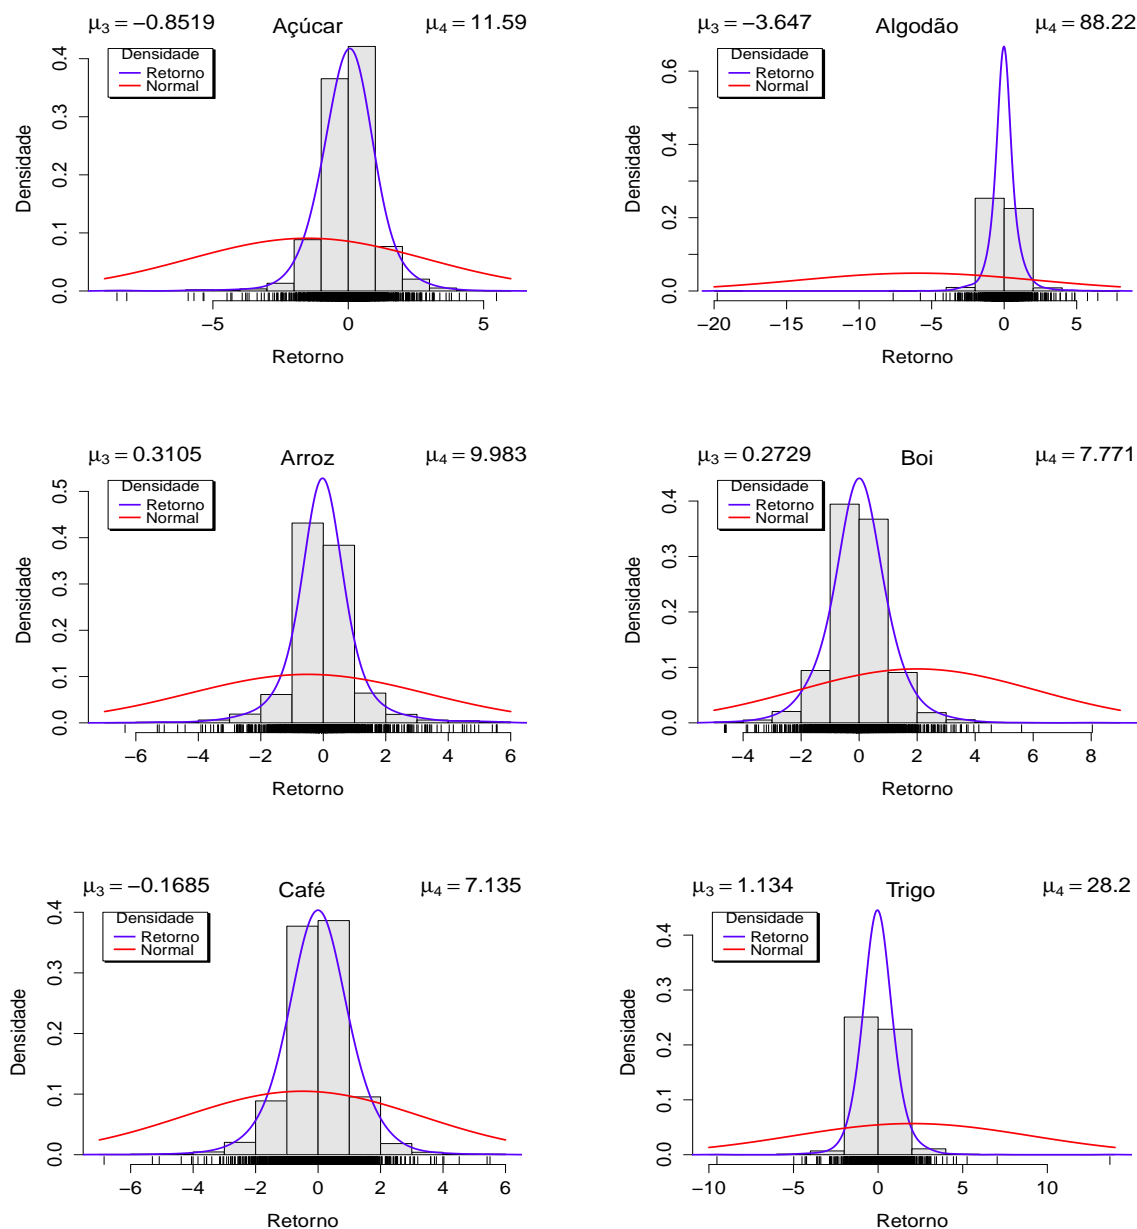 μ3 = −0.8519 Açúcar μ4 = 11.59
Densidade
Retorno
Normal
Densidade
0.0 0.1 0.2 0.3 0.4
−5 0 5
Retorno
μ3 = −3.647 Algodão μ4 = 88.22
Densidade
Retorno
Normal
Densidade
0.0 0.2 0.4 0.6
−20 −15 −10 −5 0 5
Retorno
μ3 = 0.3105 Arroz μ4 = 9.983
Densidade
Retorno
Normal
Densidade
0.0 0.1 0.2 0.3 0.4 0.5
−6 −4 −2 0 2 4 6
Retorno
μ3 = 0.2729 Boi μ4 = 7.771
Densidade
Retorno
Normal
Densidade
0.0 0.1 0.2 0.3 0.4
−4 −2 0 2 4 6 8
Retorno
μ3 = −0.1685 Café μ4 = 7.135
Densidade
Retorno
Normal
Densidade
0.0 0.1 0.2 0.3 0.4
−6 −4 −2 0 2 4 6
Retorno
μ3 = 1.134 Trigo μ4 = 28.2
Densidade
Retorno
Normal
Densidade
0.0 0.1 0.2 0.3 0.4
−10 −5 0 5 10
Retorno